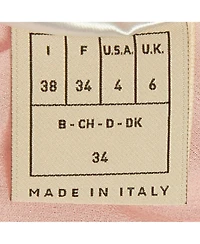 I F U.S.A. U.K.
38 34 4 6
B - CH - D - DK
34
MADE IN ITALY